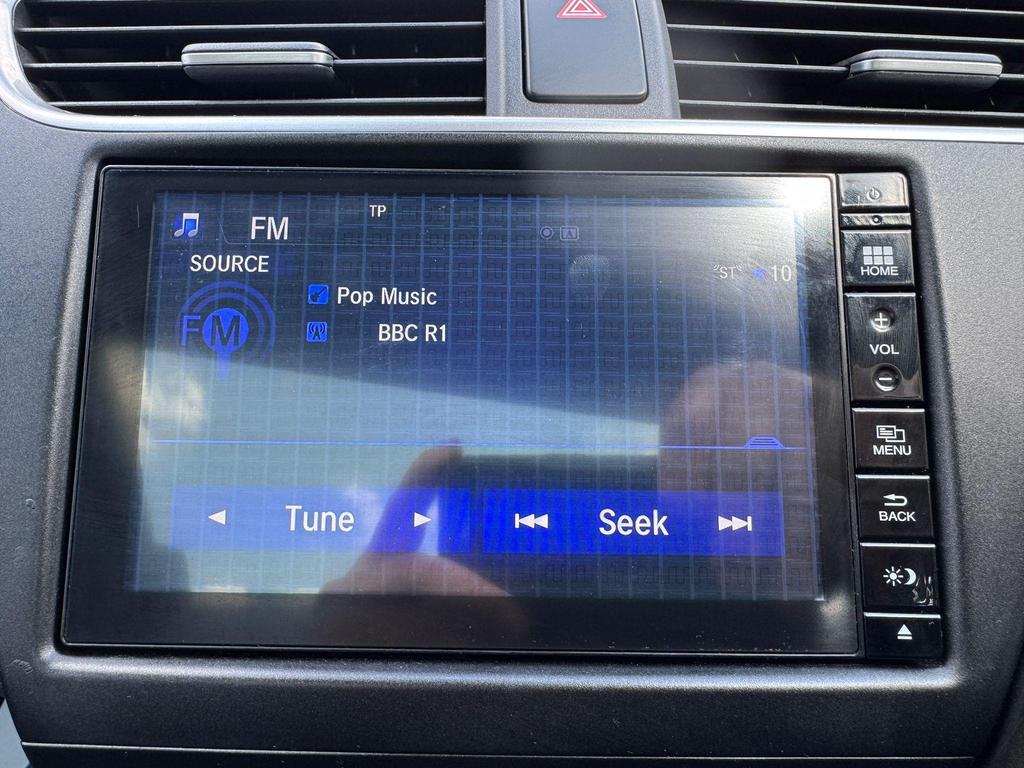 TP
FM
SOURCE
"ST" 10
FM
Pop Music
BBC R1
Tune
Seek
HOME
VOL
MENU
BACK